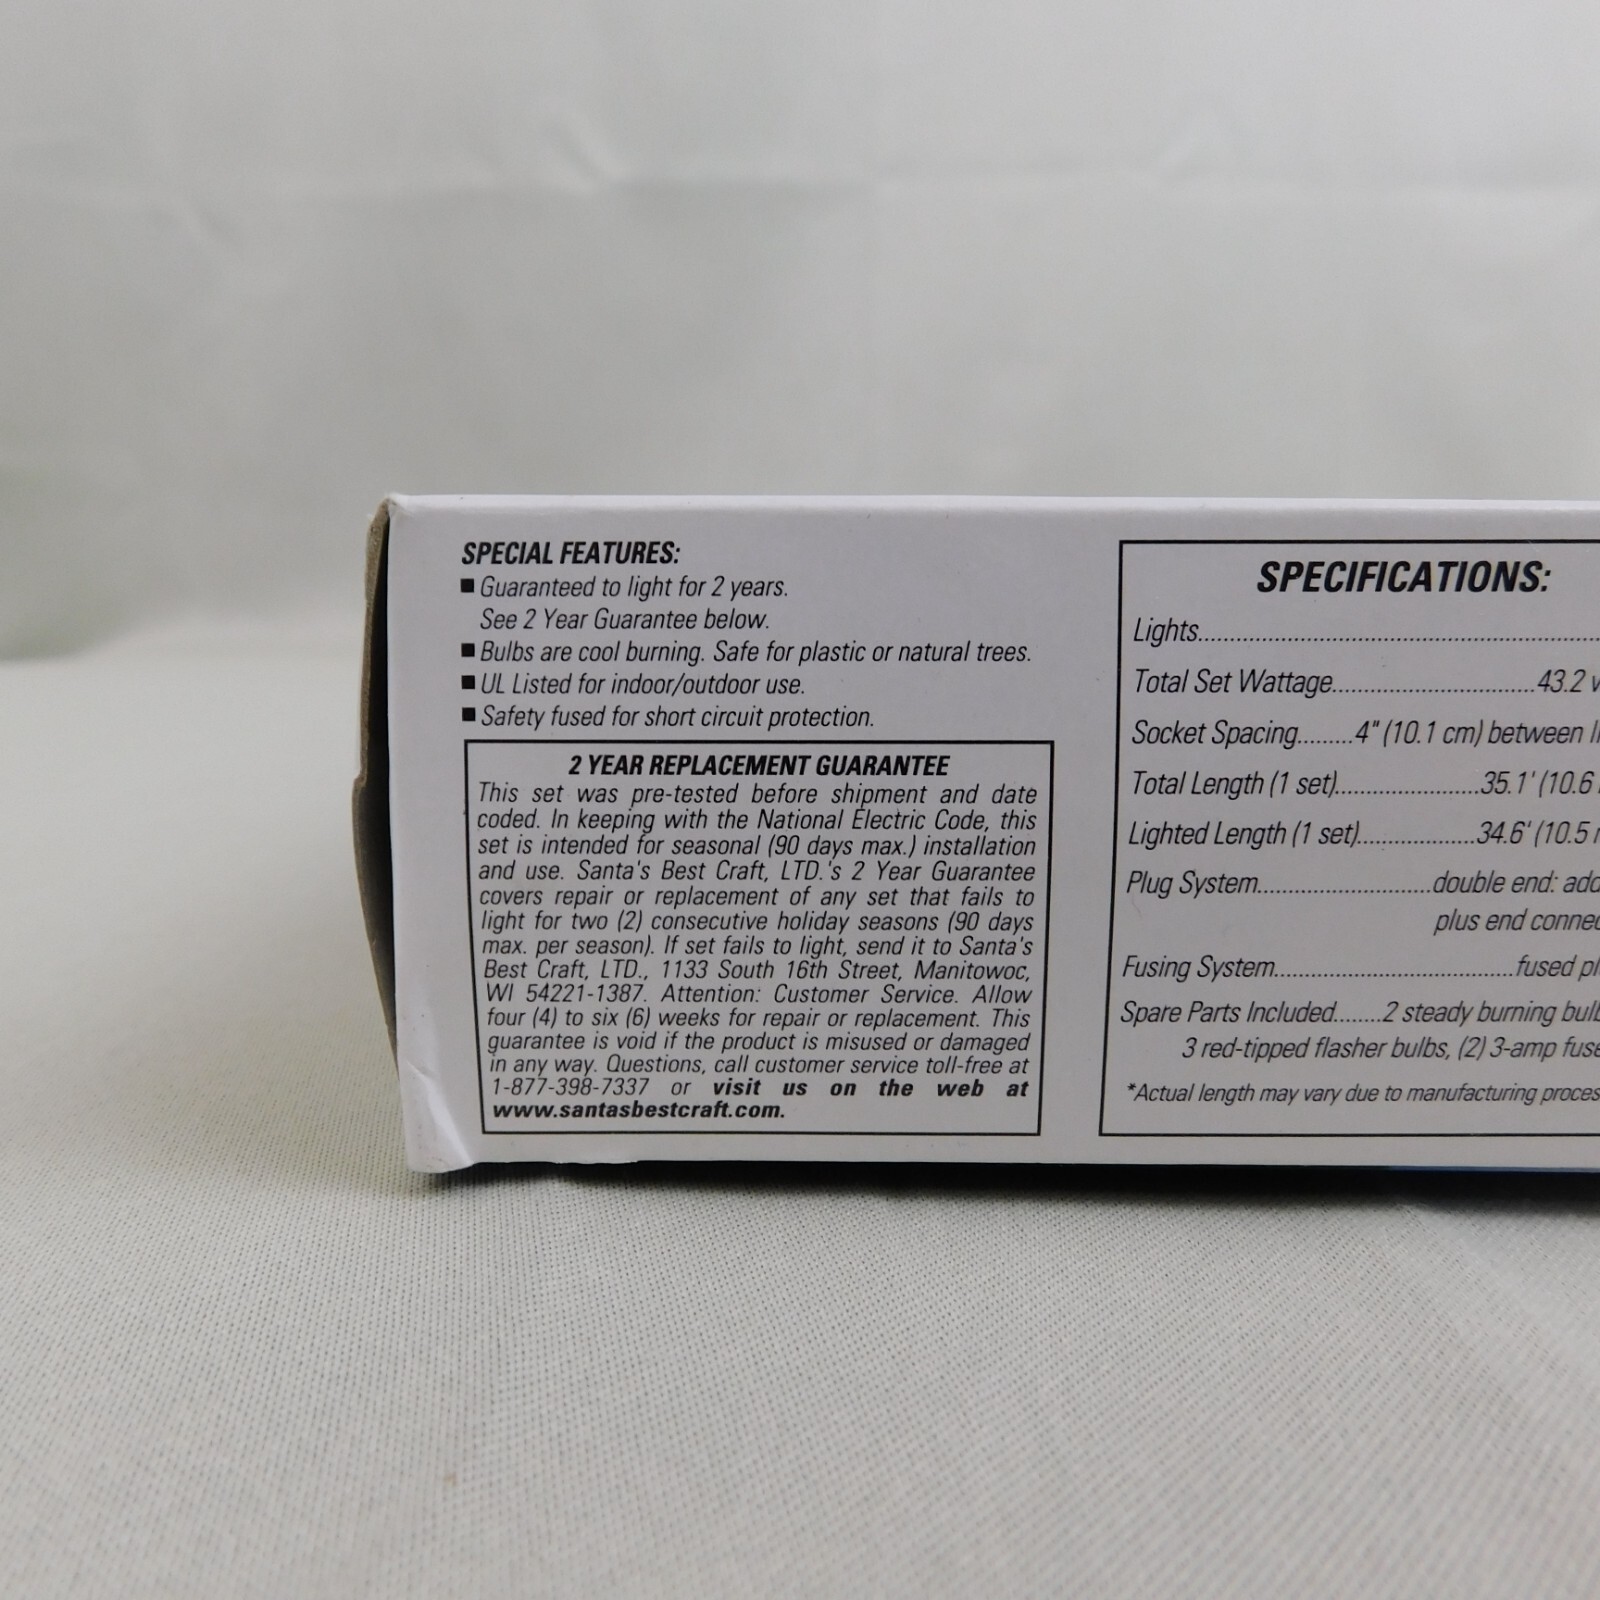 SPECIAL FEATURES:
■ Guaranteed to light for 2 years.
See 2 Year Guarantee below.
■ Bulbs are cool burning. Safe for plastic or natural trees.
■ UL Listed for indoor/outdoor use.
■ Safety fused for short circuit protection.
2 YEAR REPLACEMENT GUARANTEE
This set was pre-tested before shipment and date
coded. In keeping with the National Electric Code, this
set is intended for seasonal (90 days max.) installation
and use. Santa's Best Craft, LTD.'s 2 Year Guarantee
covers repair or replacement of any set that fails to
light for two (2) consecutive holiday seasons (90 days
max. per season). If set fails to light, send it to Santa's
Best Craft, LTD., 1133 South 16th Street, Manitowoc,
WI 54221-1387. Attention: Customer Service. Allow
four (4) to six (6) weeks for repair or replacement. This
guarantee is void if the product is misused or damaged
in any way. Questions, call customer service toll-free at
1-877-398-7337 or visit us on the web at
www.santasbestcraft.com.
SPECIFICATIONS:
Lights
Total Set Wattage 43.2
Socket Spacing 4" (10.1 cm) between
Total Length (1 set) 35.1' (10.6
Lighted Length (1 set) 34.6' (10.5
Plug System double end:
plus end
Fusing System fused
Spare Parts Included 2 steady burning
3 red-tipped flasher bulbs, (2) 3-amp
*Actual length may vary due to manufacturing